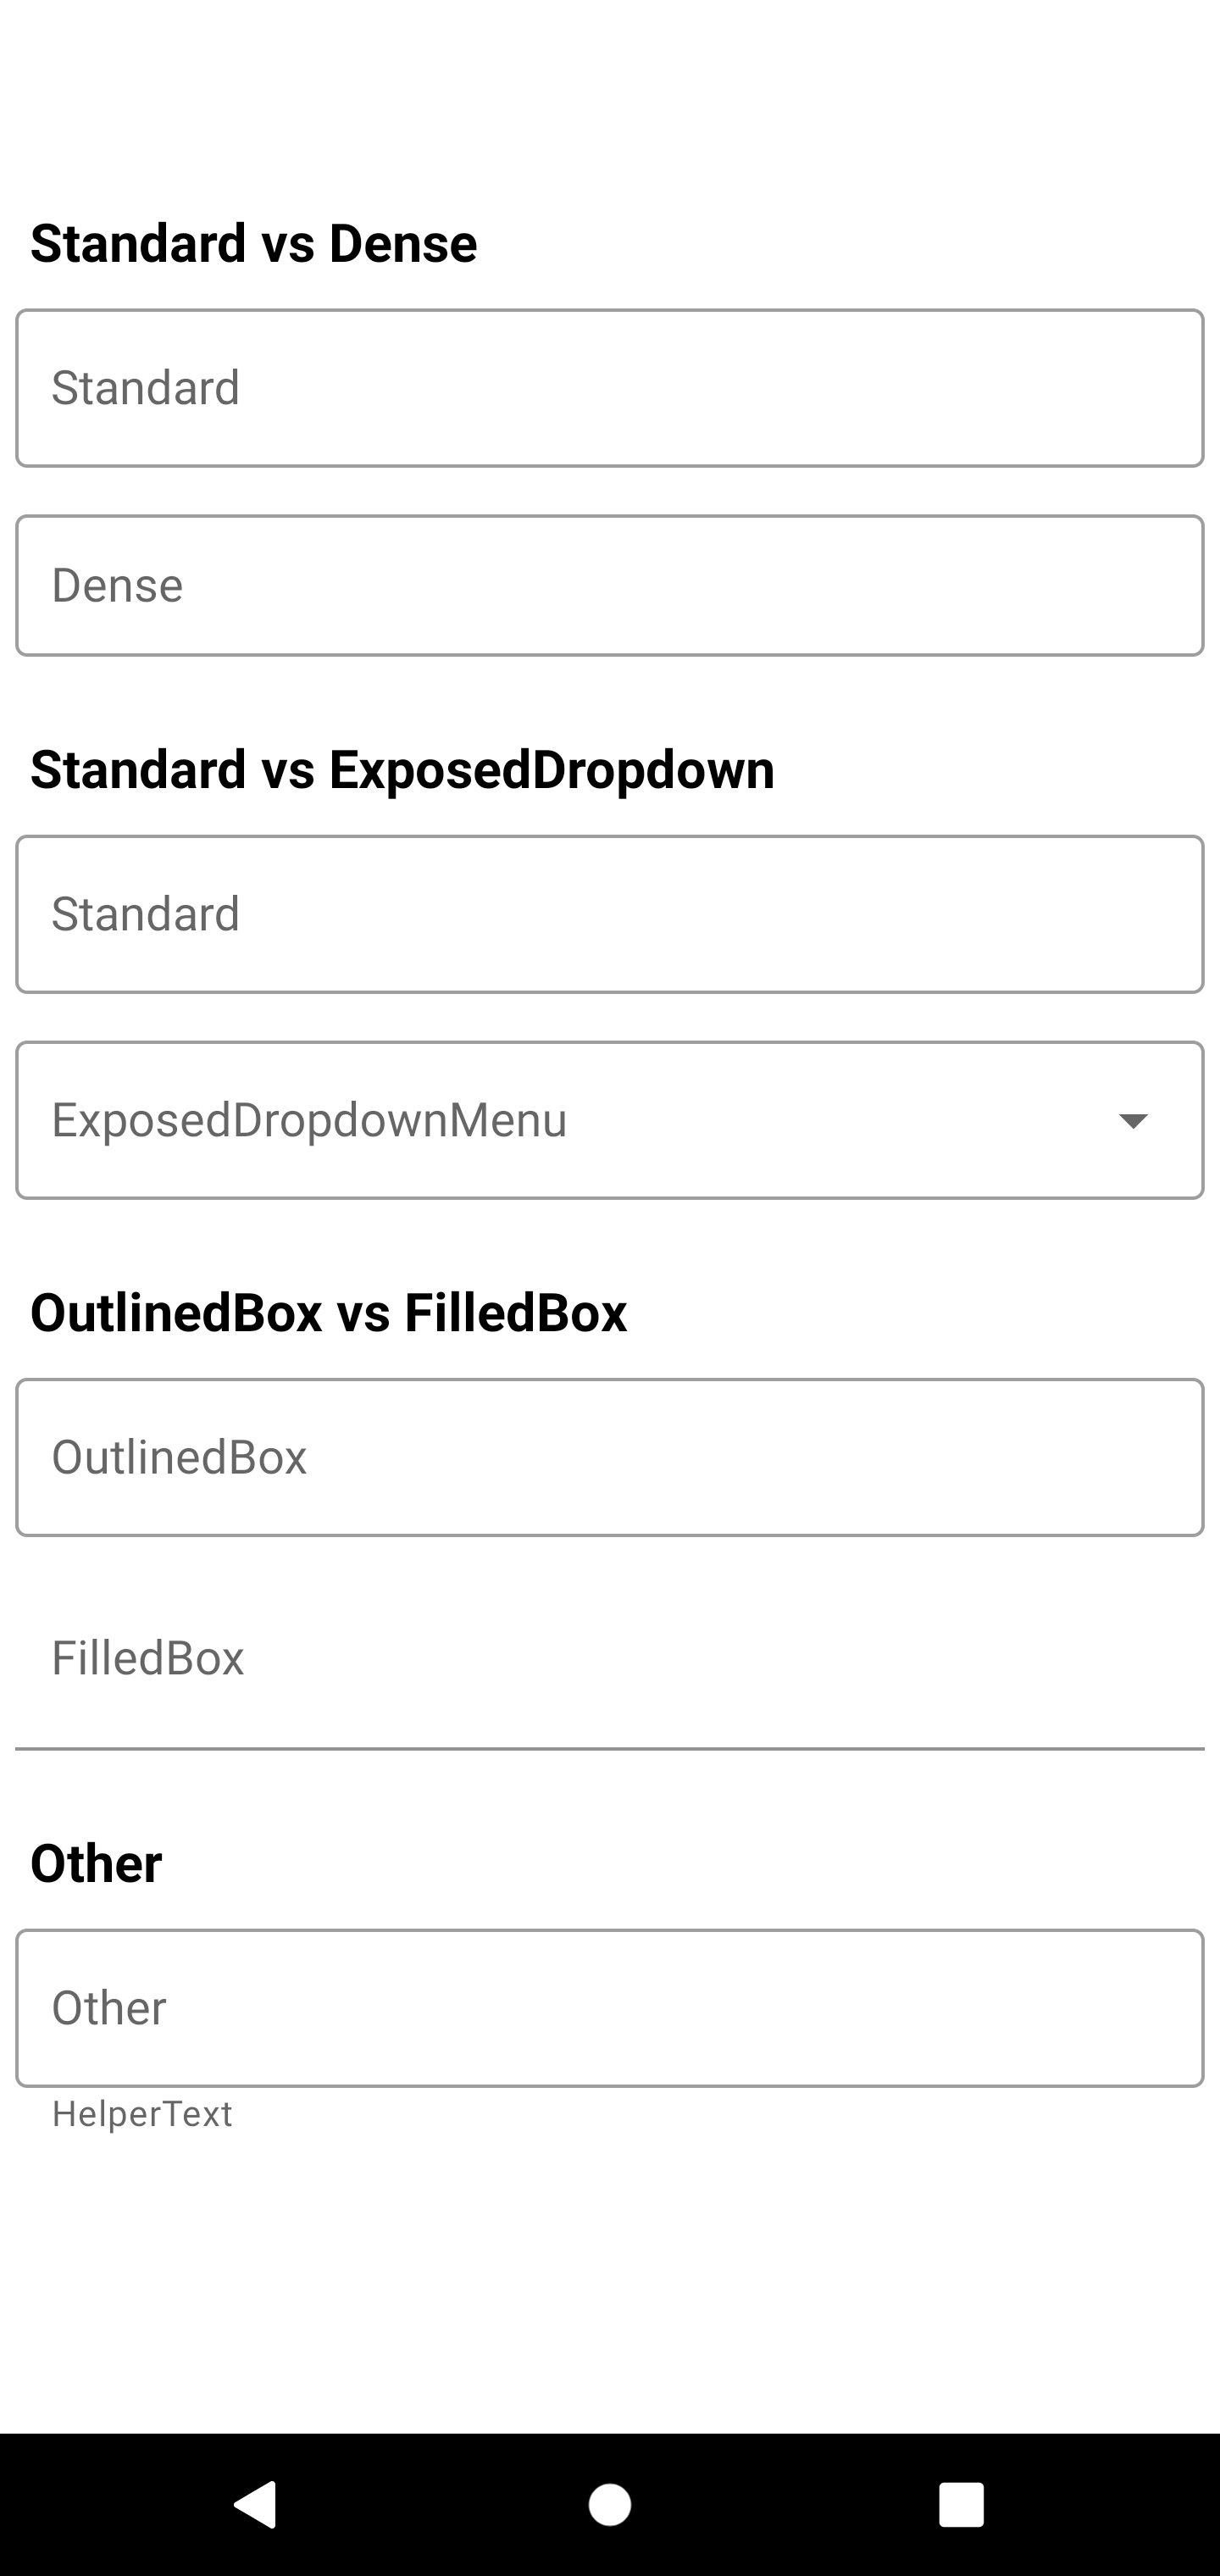 Standard vs Dense
Standard
Dense
Standard vs ExposedDropdown
Standard
ExposedDropdownMenu
OutlinedBox vs FilledBox
OutlinedBox
FilledBox
Other
Other
HelperText